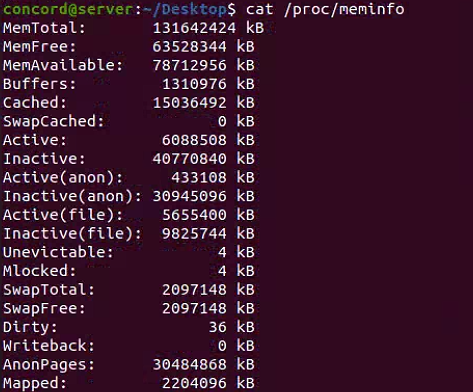 concord@server:~/Desktop$ cat /proc/meminfo
MemTotal: 131642424 kB
MemFree: 63528344 kB
MemAvailable: 78712956 kB
Buffers: 1310976 kB
Cached: 15036492 kB
SwapCached: 0 kB
Active: 6088508 kB
Inactive: 40770840 kB
Active(anon): 433108 kB
Inactive(anon): 30945096 kB
Active(file): 5655400 kB
Inactive(file): 9825744 kB
Unevictable: 4 kB
Mlocked: 4 kB
SwapTotal: 2097148 kB
SwapFree: 2097148 kB
Dirty: 36 kB
Writeback: 0 kB
AnonPages: 30484868 kB
Mapped: 2204096 kB